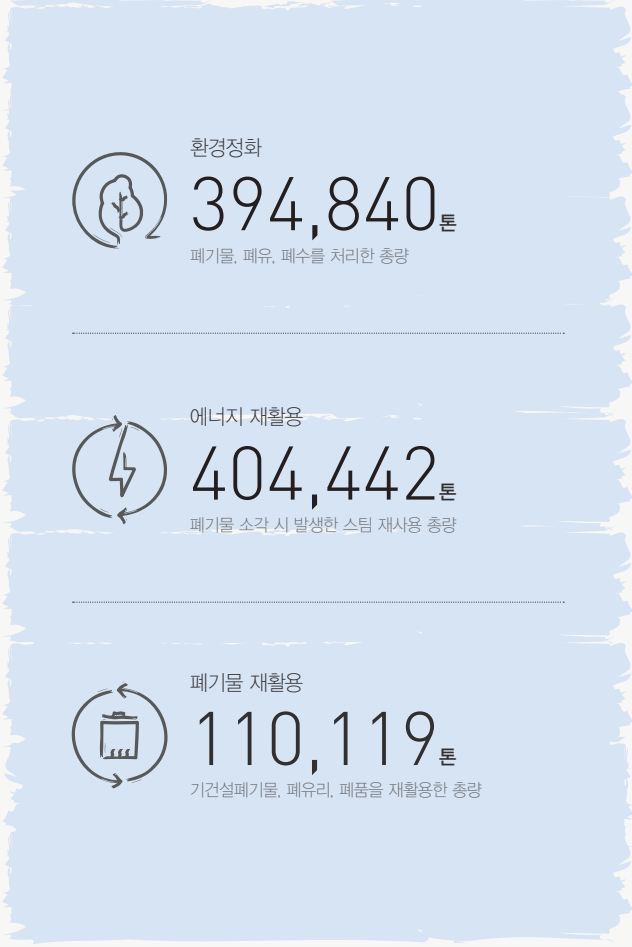 환경정화
394,840톤
폐기물, 폐유, 폐수를 처리한 총량
에너지 재활용
404,442톤
폐기물 소각 시 발생한 스팀 재사용 총량
폐기물 재활용
110,119톤
기건설폐기물, 폐유리, 폐품을 재활용한 총량